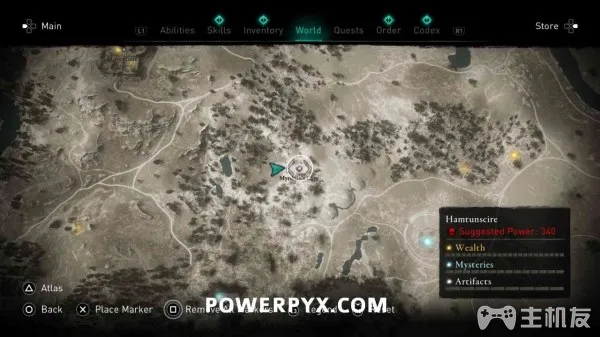 Main
L1
Abilities
Skills
Inventory
World
Quests
Order
Codex
R1
Store
Hamtunscire
Suggested Power: 340
Wealth
Mysteries
Artifacts
Atlas
Back
Place Marker
Legend
POWERPYX.COM
主机友